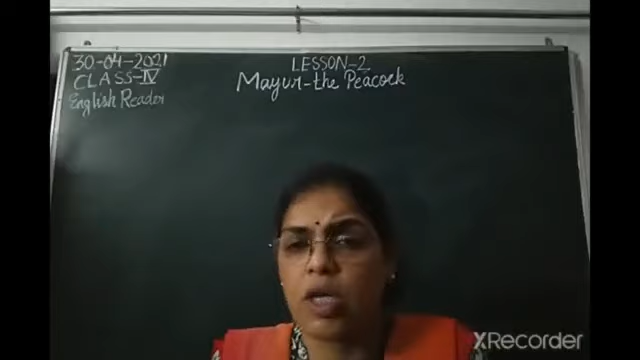 30-04-2021
CLASS-IV
English Reader
LESSON-2
Mayur-the Peacock
XRecorder